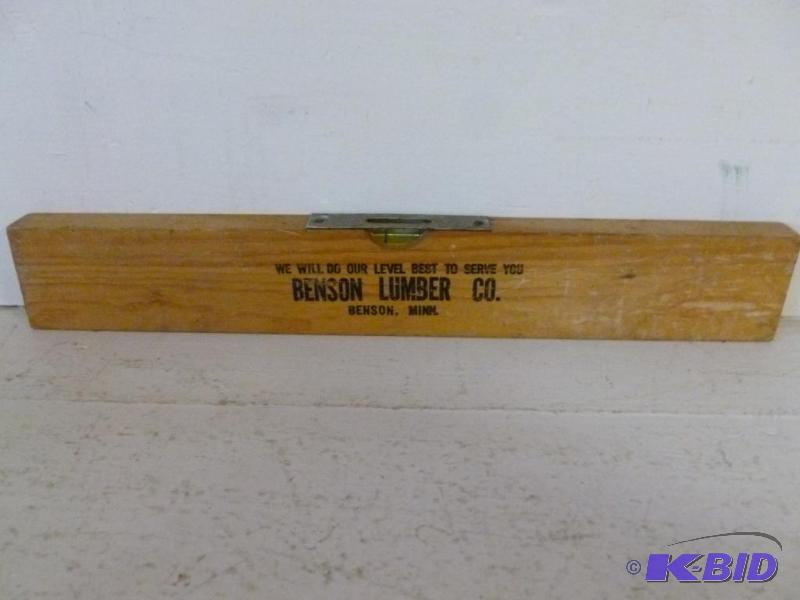 WE WILL DO OUR LEVEL BEST TO SERVE YOU
BENSON LUMBER CO.
BENSON, MINN.
© K-BID